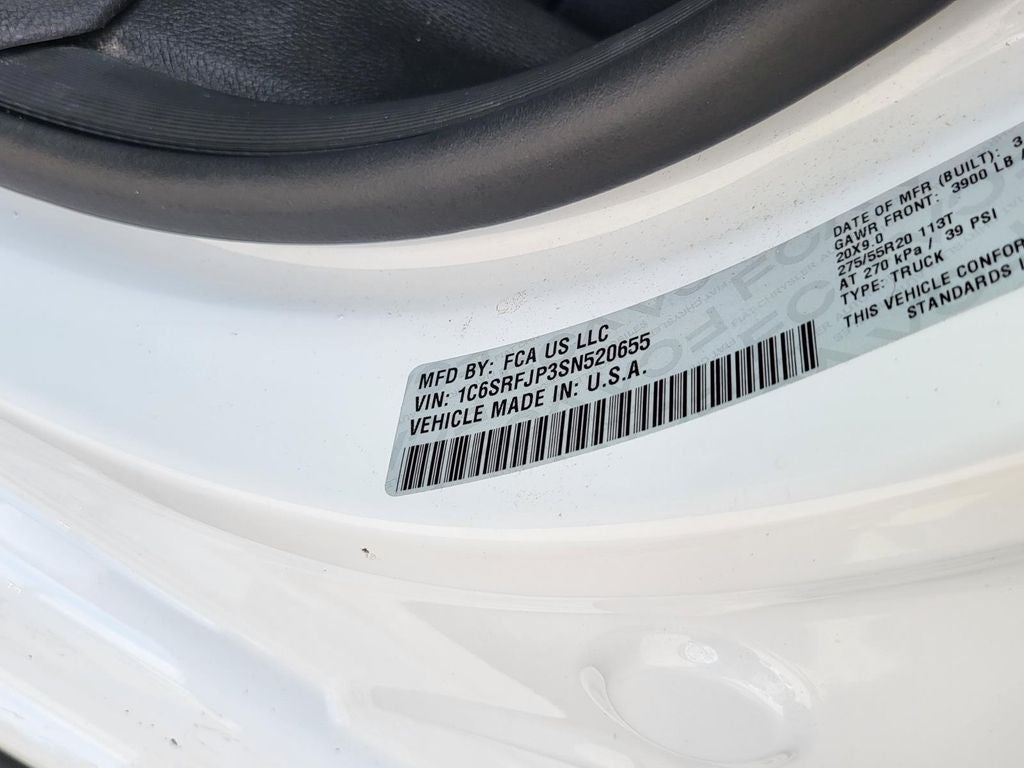 MFD BY: FCA US LLC
VIN: 1C6SRFJP3SN520655
VEHICLE MADE IN: U.S.A.
DATE OF MFR (BUILT): 3
GAWR FRONT: 3900 LB
20X9.0
275/55R20 113T
AT 270 kPa / 39 PSI
TYPE: TRUCK
THIS VEHICLE CONFOR
STANDARDS